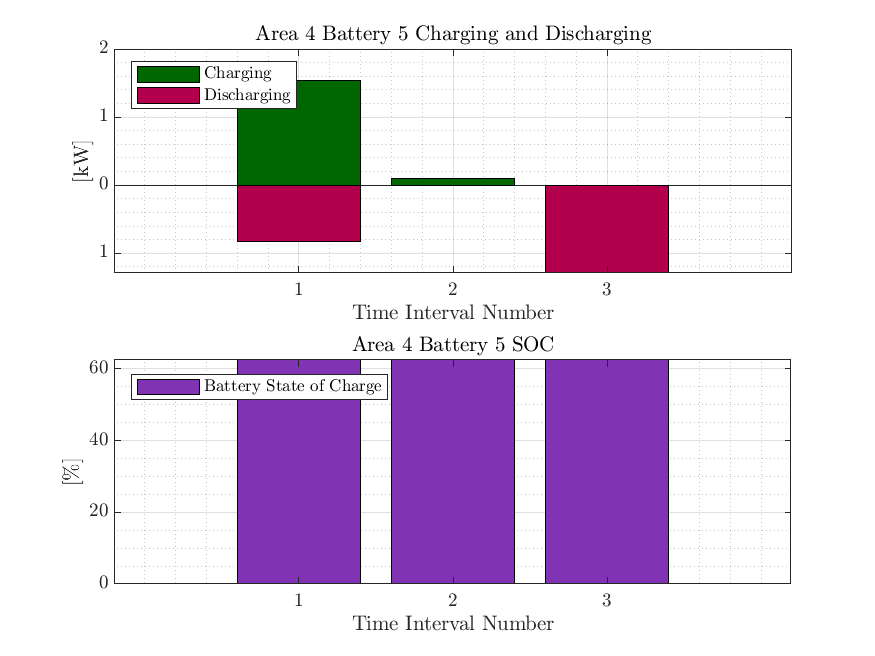 Area 4 Battery 5 Charging and Discharging
2
Charging
Discharging
1
[kW]
0
1
1 2 3
Time Interval Number
Area 4 Battery 5 SOC
60
Battery State of Charge
40
[%]
20
0
1 2 3
Time Interval Number